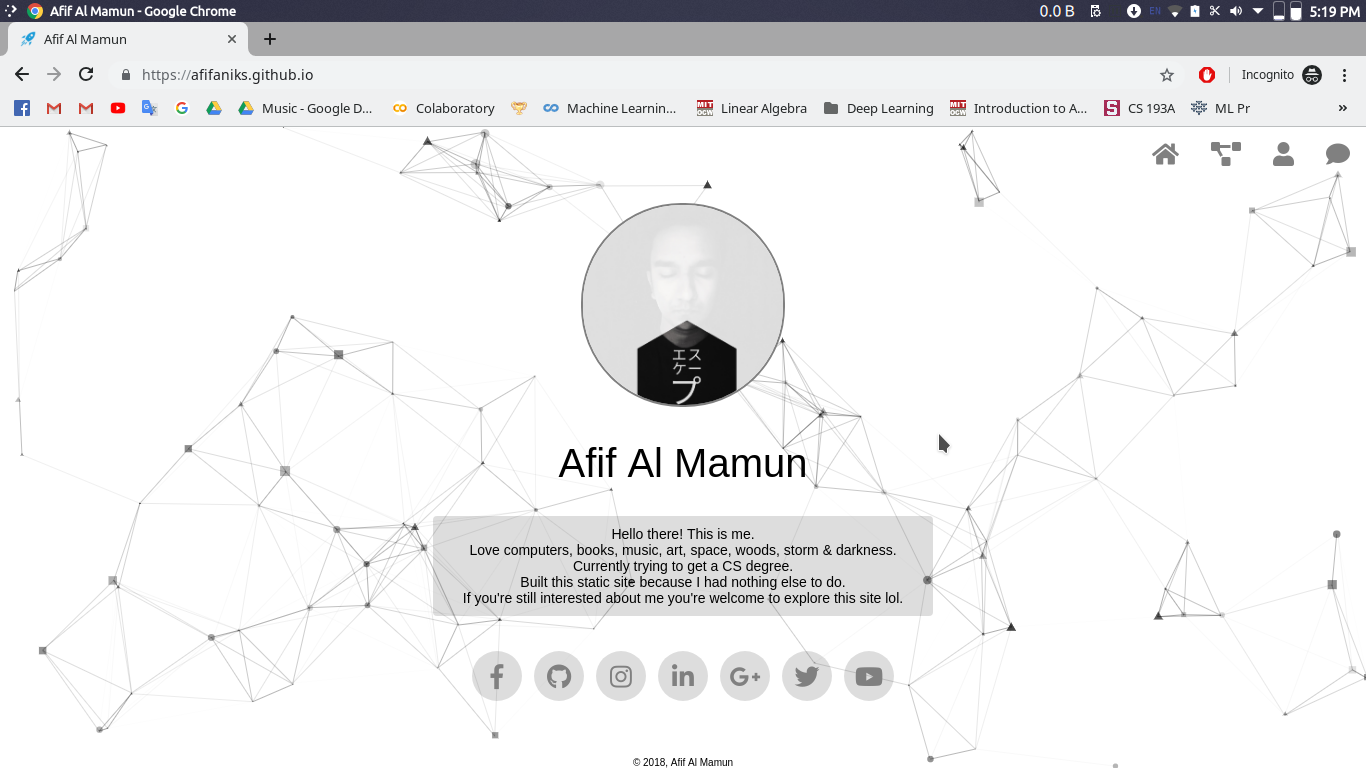 Afif Al Mamun - Google Chrome
0.0 B
EN
5:19 PM
Afif Al Mamun
https://afifaniks.github.io
Incognito
Music - Google D...
Colaboratory
Machine Learnin...
MIT OCW
Linear Algebra
Deep Learning
MIT OCW
Introduction to A...
CS 193A
ML Pr
»
エス
ケー
プ
Afif Al Mamun
Hello there! This is me.
Love computers, books, music, art, space, woods, storm & darkness.
Currently trying to get a CS degree.
Built this static site because I had nothing else to do.
If you're still interested about me you're welcome to explore this site lol.
© 2018, Afif Al Mamun